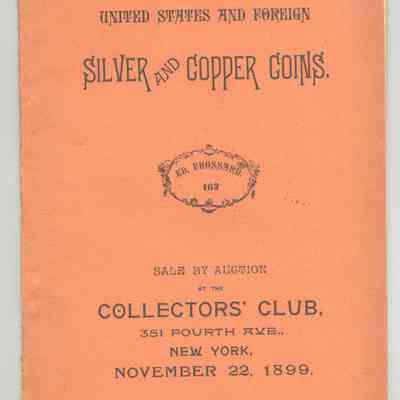 UNITED STATES AND FOREIGN
SILVER AND COPPER COINS.
ED. FROSSARD.
163
SALE BY AUCTION
AT THE
COLLECTORS' CLUB,
351 FOURTH AVE.,
NEW YORK,
NOVEMBER 22, 1899.